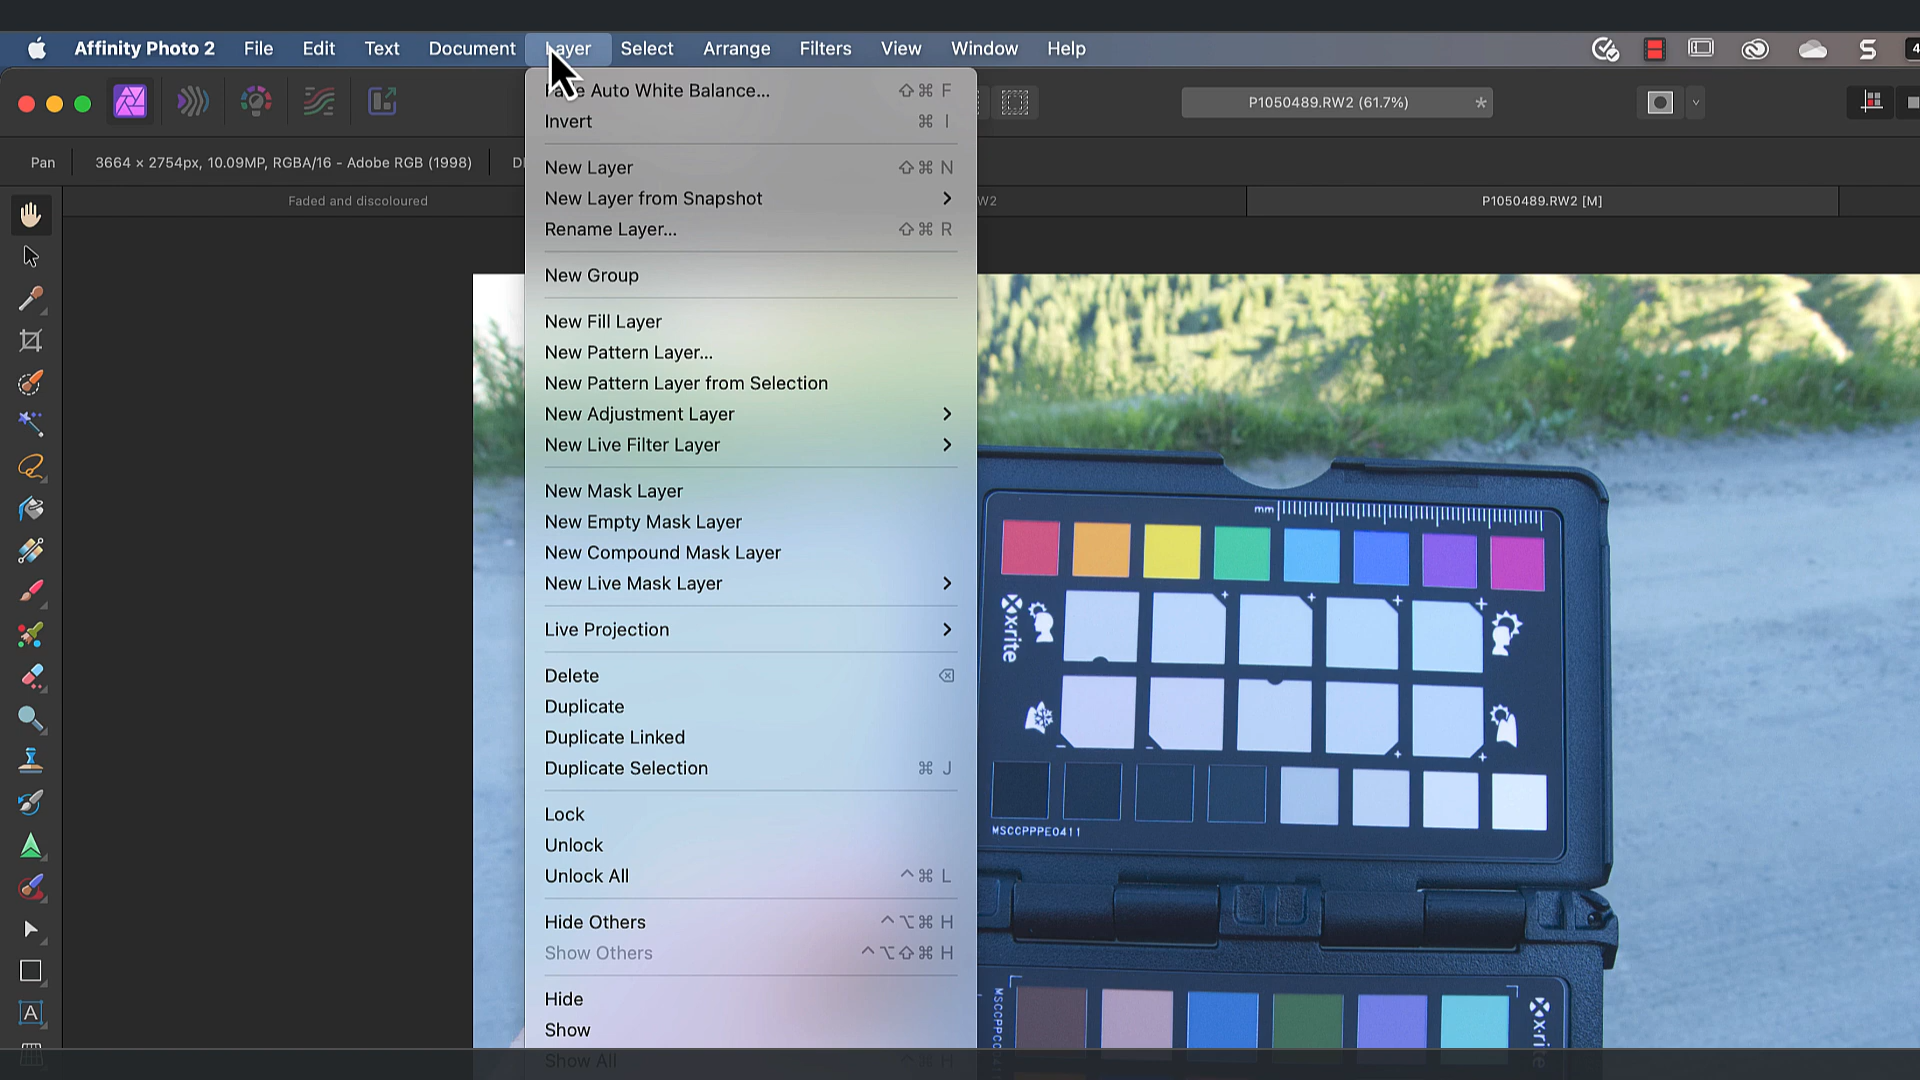 Affinity Photo 2 File Edit Text Document Layer Select Arrange Filters View Window Help
Auto White Balance... ⇧⌘ F
P1050489.RW2 (61.7%) *
Invert ⌘ I
Pan 3664 × 2754px, 10.09MP, RGBA/16 - Adobe RGB (1998)
New Layer ⇧⌘ N
Faded and discoloured
New Layer from Snapshot
W2
P1050489.RW2 [M]
Rename Layer... ⇧⌘ R
New Group
New Fill Layer
New Pattern Layer...
New Pattern Layer from Selection
New Adjustment Layer
New Live Filter Layer
New Mask Layer
New Empty Mask Layer
New Compound Mask Layer
New Live Mask Layer
Live Projection
Delete
Duplicate
Duplicate Linked
Duplicate Selection ⌘ J
Lock
Unlock
Unlock All ^⌘ L
Hide Others ^⌥⌘ H
Show Others ^⌥⇧⌘ H
Hide
Show
Show All ^⌘ H
mm
x·rite
MSCCPPPE0411
x·rite
A
S
4